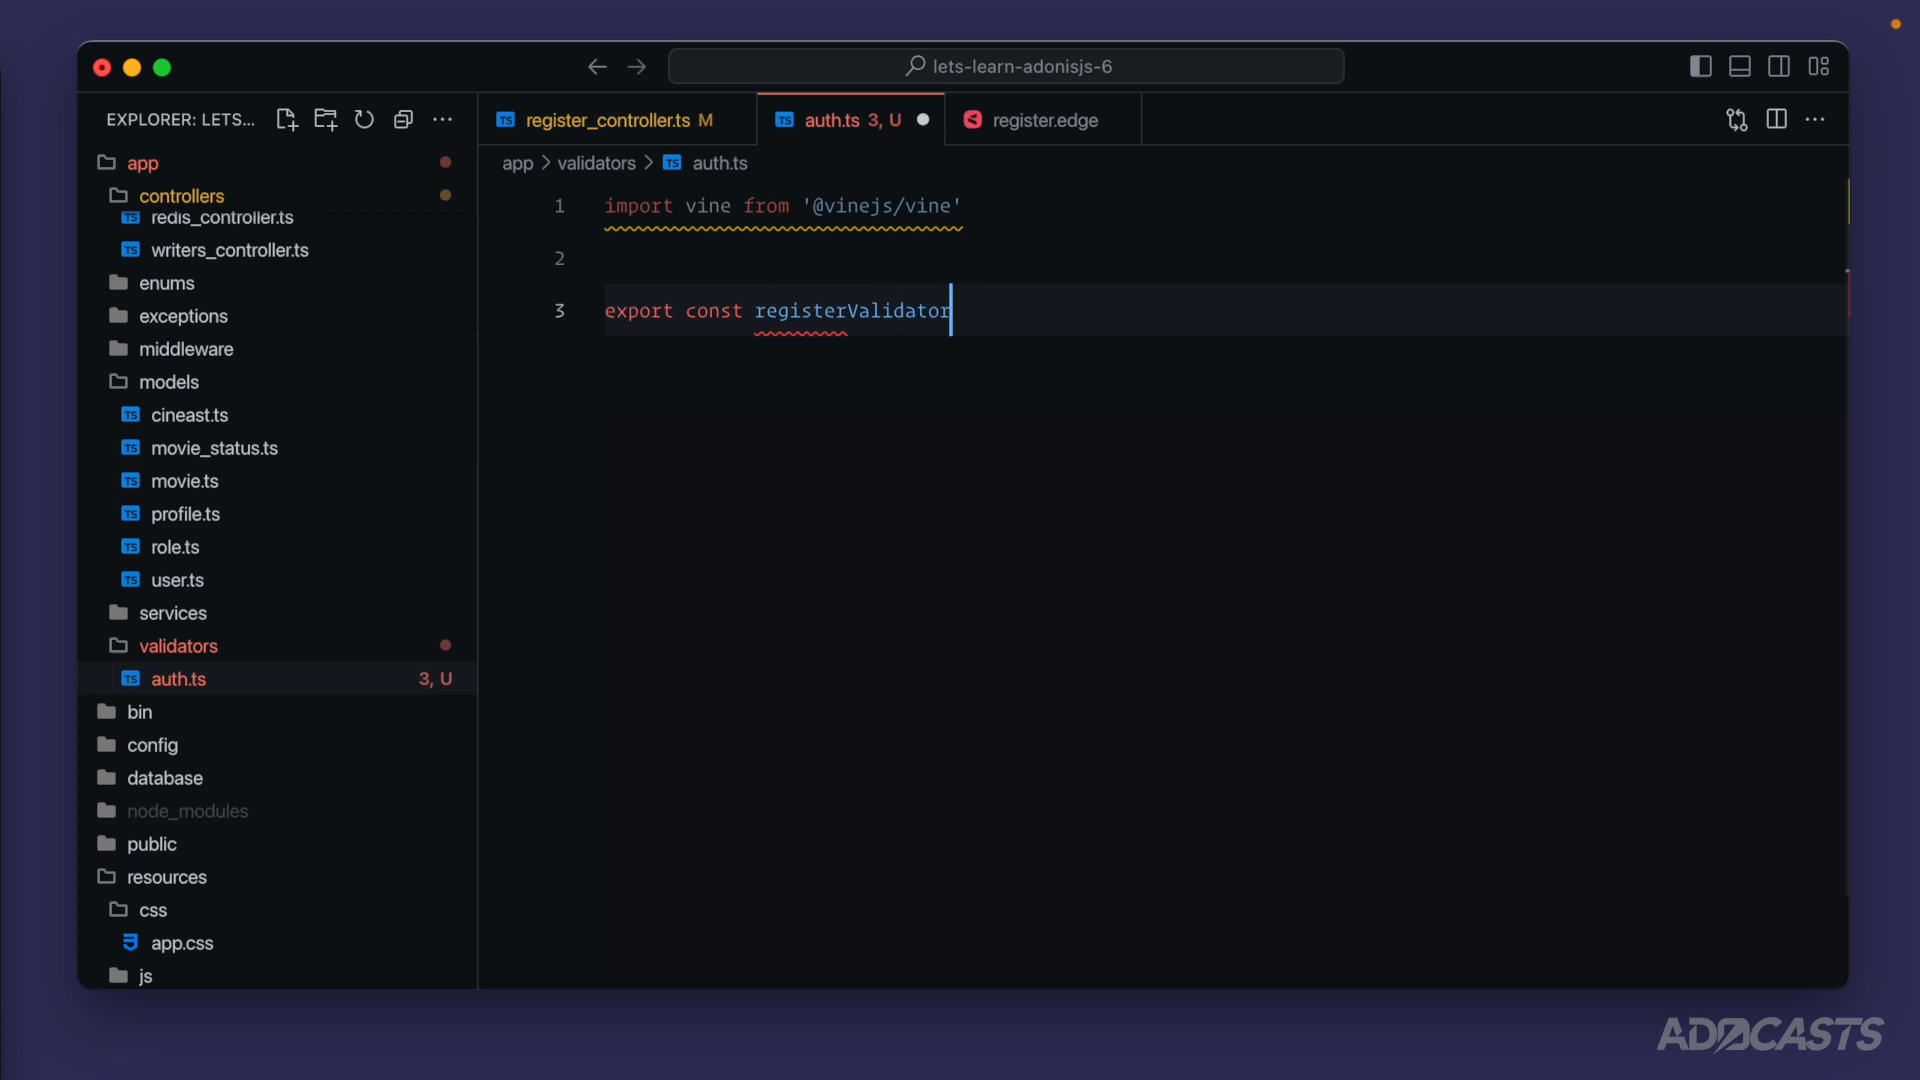 lets-learn-adonisjs-6
EXPLORER: LETS...
register_controller.ts M
auth.ts 3, U
register.edge
app > validators > TS auth.ts
app
controllers
redis_controller.ts
writers_controller.ts
enums
exceptions
middleware
models
cineast.ts
movie_status.ts
movie.ts
profile.ts
role.ts
user.ts
services
validators
auth.ts 3, U
bin
config
database
node_modules
public
resources
css
app.css
js
1 import vine from '@vinejs/vine'
2
3 export const registerValidator
ADOCASTS